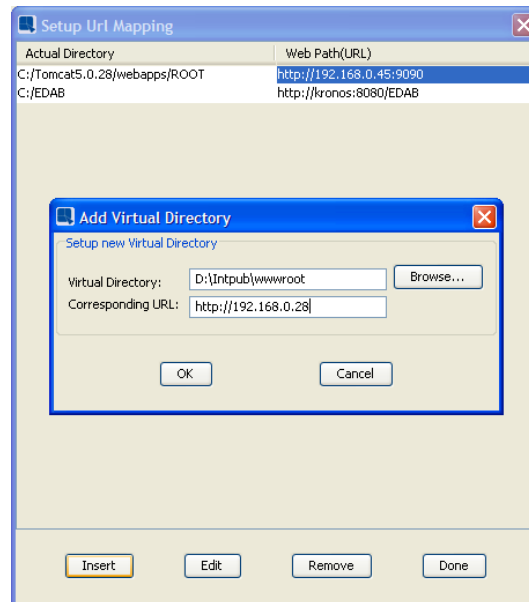 Setup Url Mapping
Actual Directory Web Path(URL)
C:/Tomcat5.0.28/webapps/ROOT http://192.168.0.45:9090
C:/EDAB http://kronos:8080/EDAB
Add Virtual Directory
Setup new Virtual Directory
Virtual Directory: D:\Intpub\wwwroot Browse...
Corresponding URL: http://192.168.0.28
OK Cancel
Insert Edit Remove Done